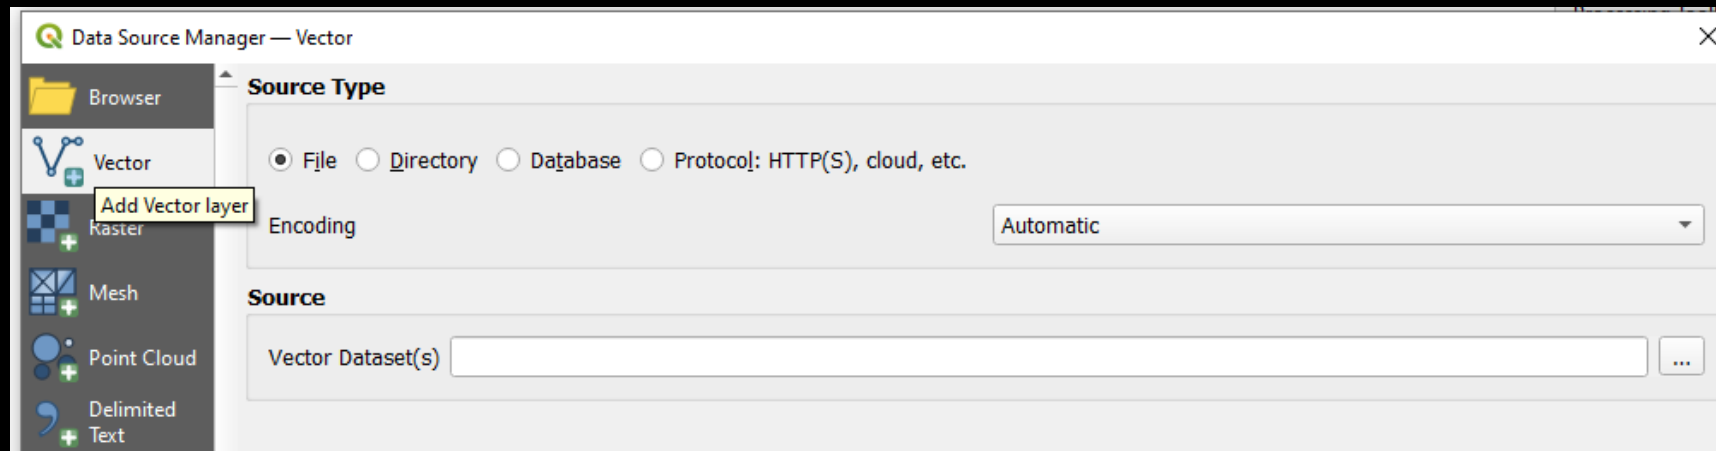 Data Source Manager — Vector
Browser
Vector
Add Vector layer
Raster
Mesh
Point Cloud
Delimited
Text
Source Type
File Directory Database Protocol: HTTP(S), cloud, etc.
Encoding Automatic
Source
Vector Dataset(s) ...